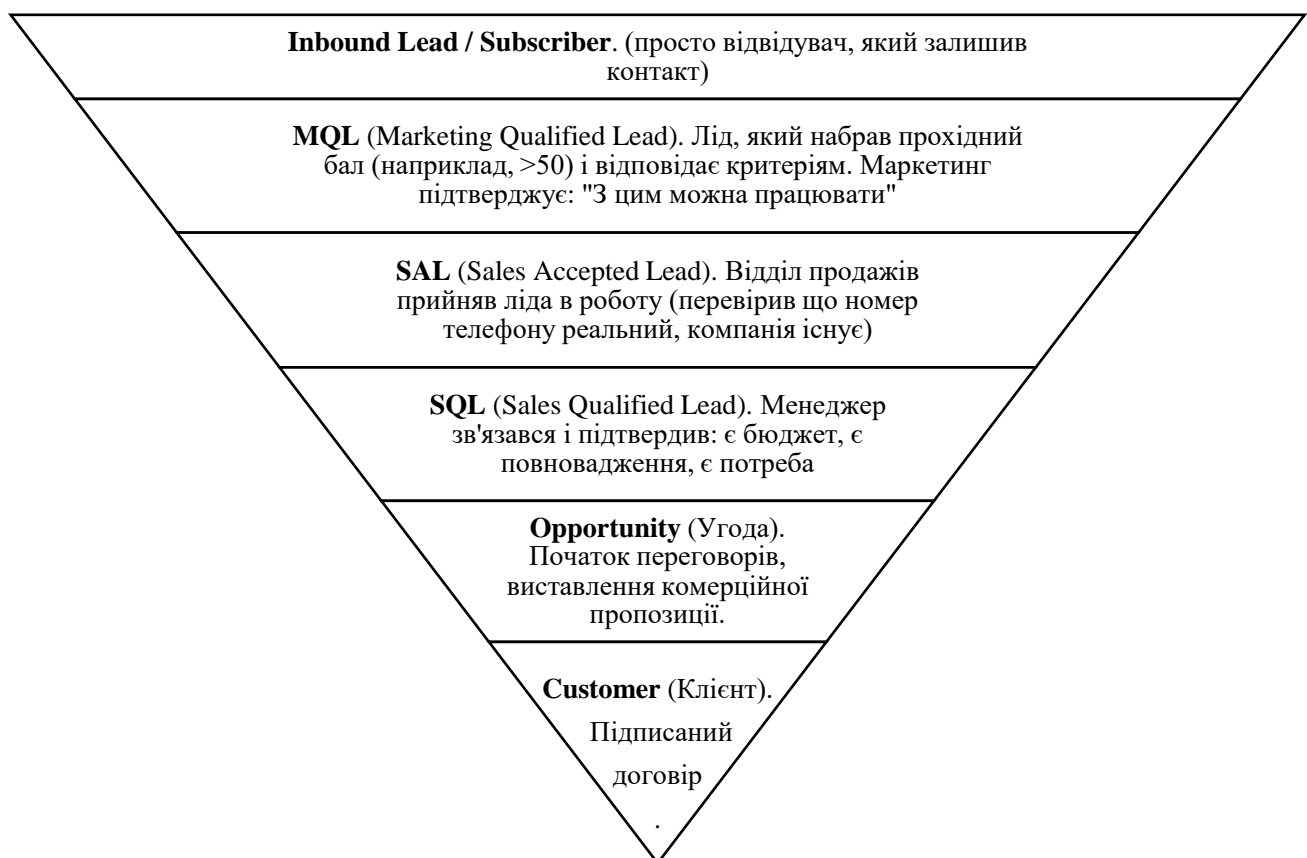 Inbound Lead / Subscriber. (просто відвідувач, який залишив
контакт)
MQL (Marketing Qualified Lead). Лід, який набрав прохідний
бал (наприклад, >50) і відповідає критеріям. Маркетинг
підтверджує: "З цим можна працювати"
SAL (Sales Accepted Lead). Відділ продажів
прийняв ліда в роботу (перевірив що номер
телефону реальний, компанія існує)
SQL (Sales Qualified Lead). Менеджер
зв'язався і підтвердив: є бюджет, є
повновадження, є потреба
Opportunity (Угода).
Початок переговорів,
виставлення комерційної
пропозиції.
Customer (Клієнт).
Підписаний
договір
.